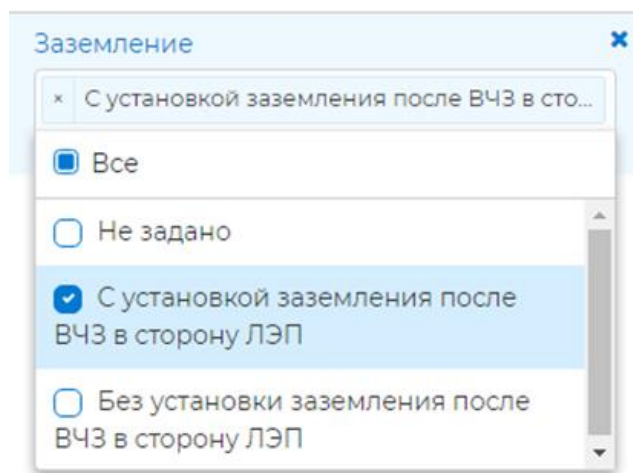 Заземление
× С установкой заземления после ВЧЗ в сто...
Все
Не задано
С установкой заземления после
ВЧЗ в сторону ЛЭП
Без установки заземления после
ВЧЗ в сторону ЛЭП